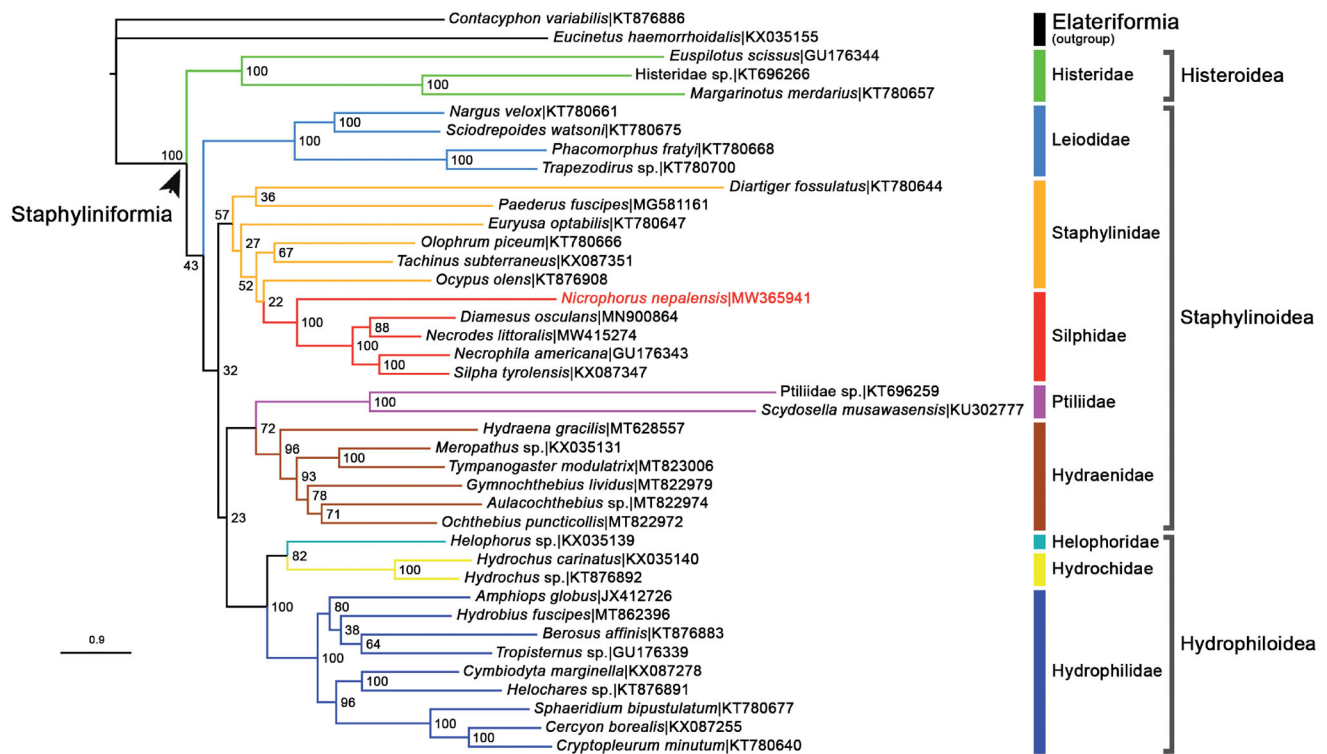 Contacyphon variabilis|KT876886
Eucinetus haemorrhoidalis|KX035155
Euspilotus scissus|GU176344
Histeridae sp.|KT696266
Margarinotus merdarius|KT780657
Nargus velox|KT780661
Sciodrepoides watsoni|KT780675
Phacomorphus fratyi|KT780668
Trapezodirus sp.|KT780700
Diartiger fossulatus|KT780644
Paederus fuscipes|MG581161
Euryusa optabilis|KT780647
Olophrum piceum|KT780666
Tachinus subterraneus|KX087351
Ocypus olens|KT876908
Nicrophorus nepalensis|MW365941
Diamesus osculans|MN900864
Necrodes littoralis|MW415274
Necrophila americana|GU176343
Silpha tyrolensis|KX087347
Ptiliidae sp.|KT696259
Scydosella musawasensis|KU302777
Hydraena gracilis|MT628557
Meropathus sp.|KX035131
Tympanogaster modulatrix|MT823006
Gymnochthebius lividus|MT822979
Aulacochthebius sp.|MT822974
Ochthebius puncticollis|MT822972
Helophorus sp.|KX035139
Hydrochus carinatus|KX035140
Hydrochus sp.|KT876892
Amphiops globus|JX412726
Hydrobius fuscipes|MT862396
Berosus affinis|KT876883
Tropisternus sp.|GU176339
Cymbiodyta marginella|KX087278
Helochares sp.|KT876891
Sphaeridium bipustulatum|KT780677
Cercyon borealis|KX087255
Cryptopleurum minutum|KT780640
Staphyliniformia
100
100
100
43
100
100
100
57
36
27
67
52
22
100
88
100
100
32
100
72
96
100
93
78
71
23
82
100
100
80
38
64
100
100
96
100
100
0.9
Elateriformia
(outgroup)
Histeridae
Leiodidae
Staphylinidae
Silphidae
Ptiliidae
Hydraenidae
Helophoridae
Hydrochidae
Hydrophilidae
Histeroidea
Staphylinoidea
Hydrophiloidea